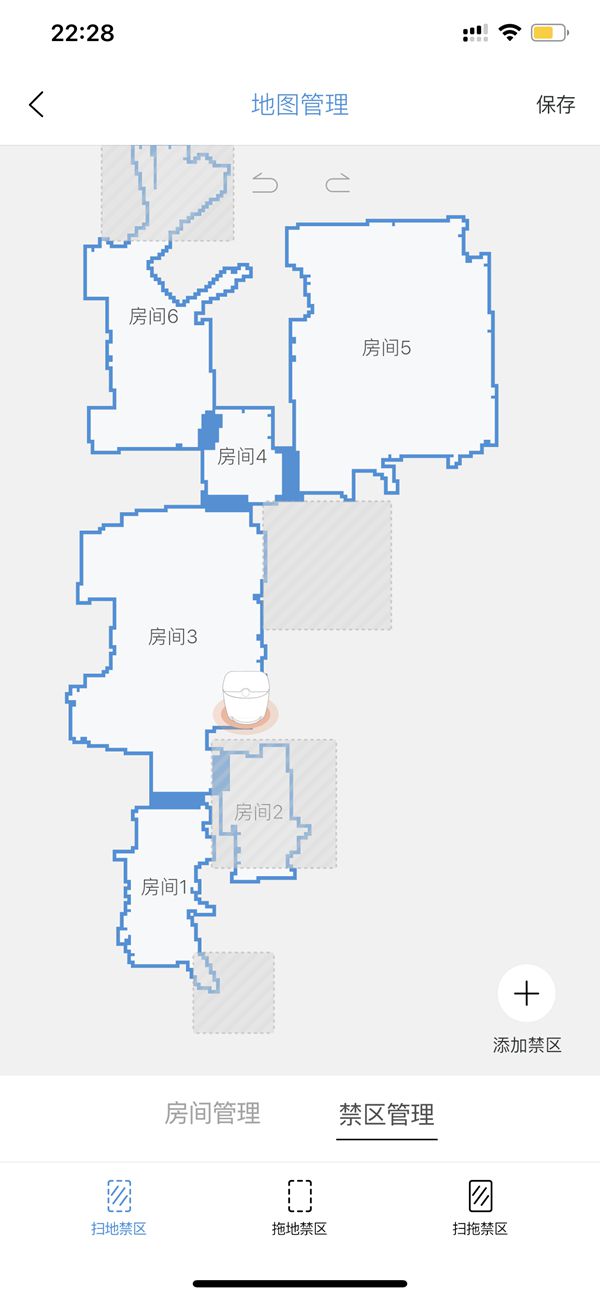 22:28
地图管理
保存
房间6
房间5
房间4
房间3
房间2
房间1
添加禁区
房间管理
禁区管理
扫地禁区
拖地禁区
扫拖禁区